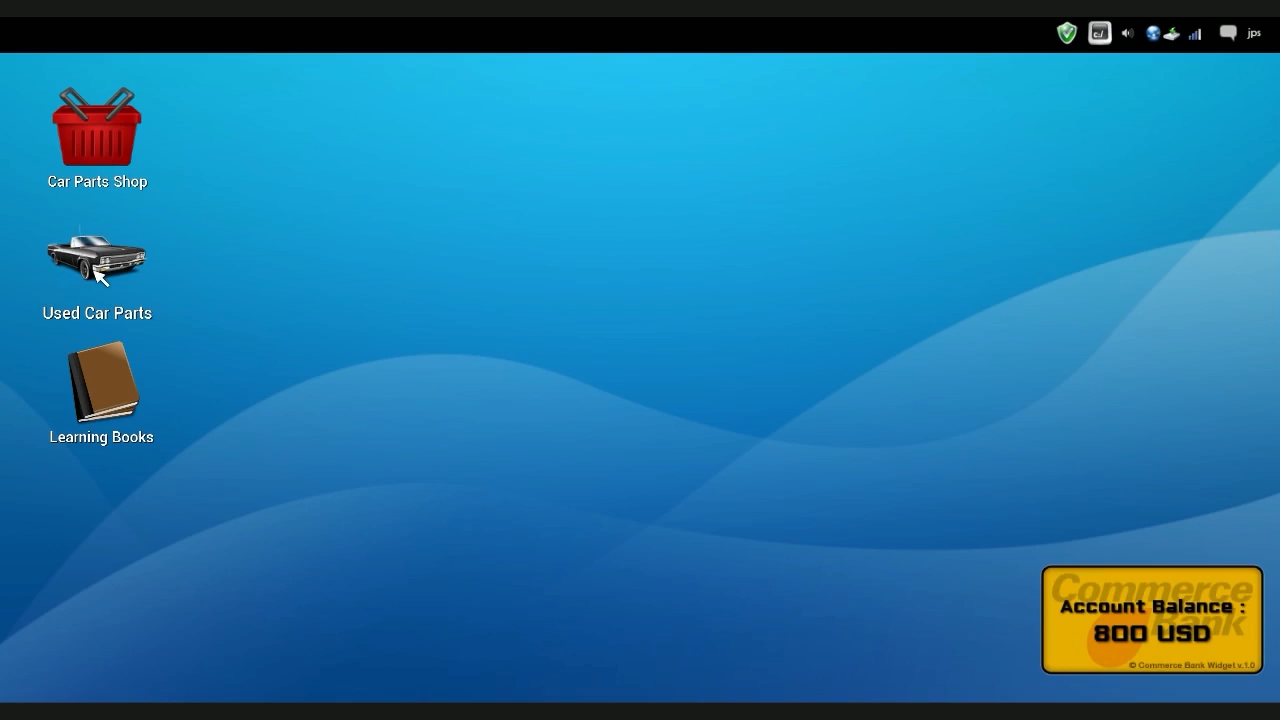 c:/
jps
Car Parts Shop
Used Car Parts
Learning Books
Commerce
Bank
Account Balance :
800 USD
© Commerce Bank Widget v.1.0